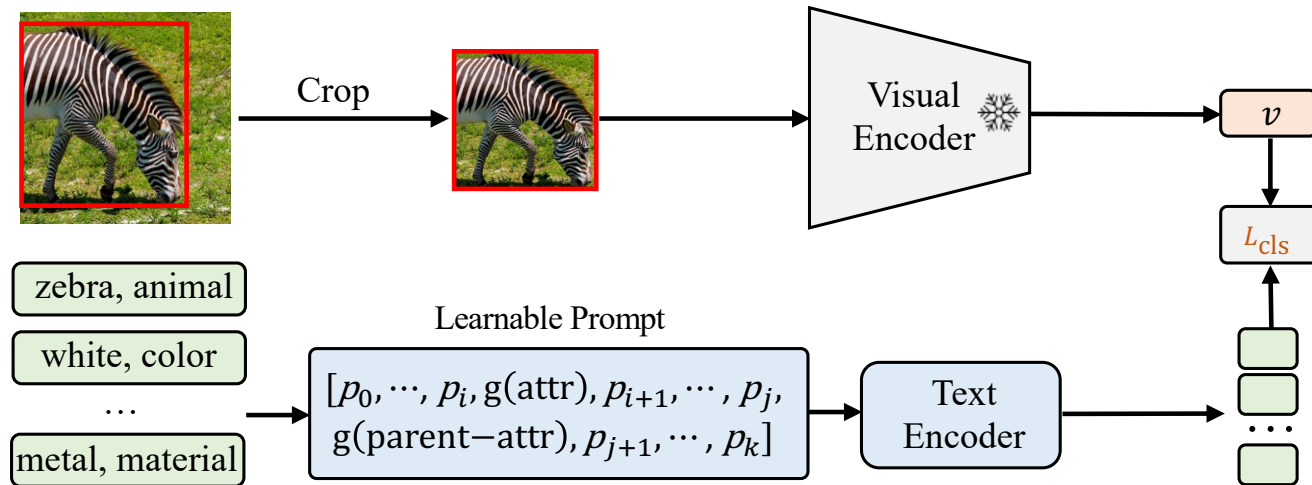 Crop
Visual
Encoder
v
L_cls
zebra, animal
white, color
...
metal, material
Learnable Prompt
[p_0, ⋯, p_i, g(attr), p_{i+1}, ⋯, p_j,
g(parent−attr), p_{j+1}, ⋯, p_k]
Text
Encoder
...